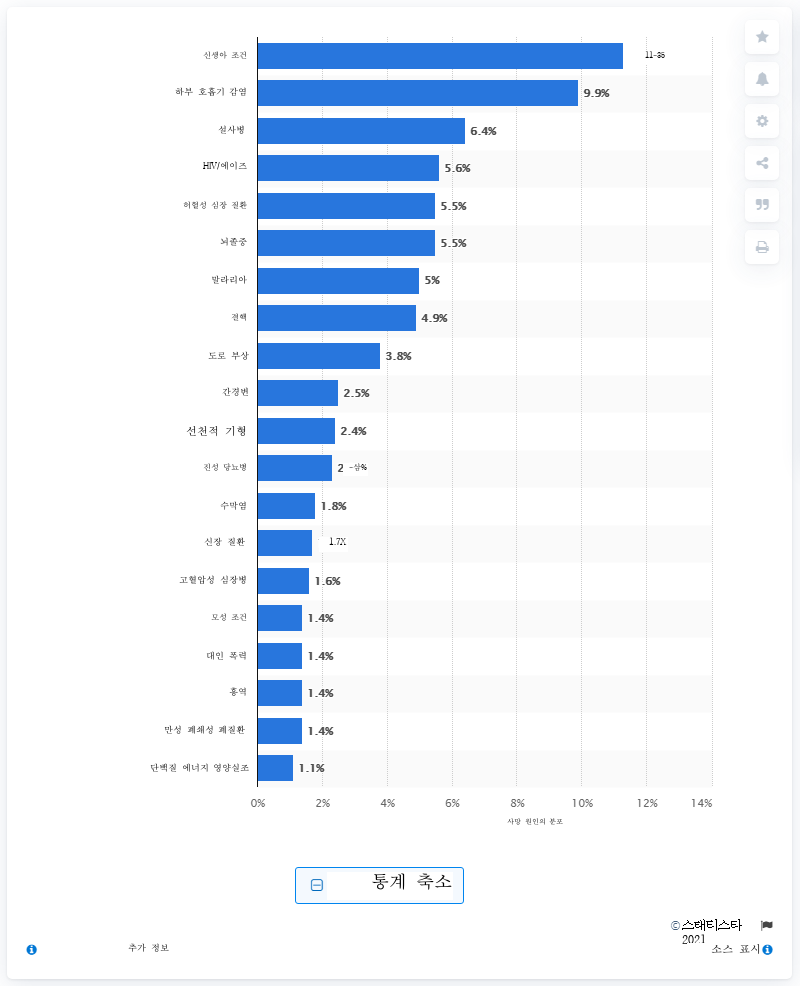 신생아 조건 11-35
하부 호흡기 감염 9.9%
설사병 6.4%
HIV/에이즈 5.6%
허혈성 심장 질환 5.5%
뇌졸중 5.5%
말라리아 5%
결핵 4.9%
도로 부상 3.8%
간경변 2.5%
선천적 기형 2.4%
진성 당뇨병 2 -삼%
수막염 1.8%
신장 질환 1.7X
고혈압성 심장병 1.6%
모성 조건 1.4%
대인 폭력 1.4%
홍역 1.4%
만성 폐쇄성 폐질환 1.4%
단백질 에너지 영양실조 1.1%
0% 2% 4% 6% 8% 10% 12% 14%
사망 원인의 분포
통계 축소
© 스태티스타
2021
추가 정보 소스 표시